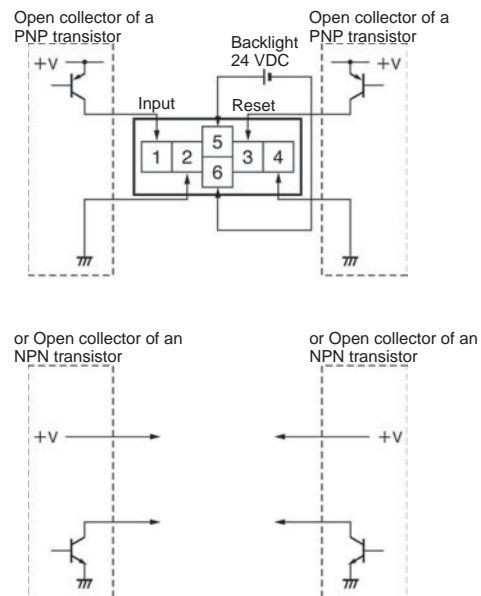 Open collector of a
PNP transistor
Open collector of a
PNP transistor
Backlight
24 VDC
+V
+V
Input
Reset
5
1 2 3 4
6
or Open collector of an
NPN transistor
or Open collector of an
NPN transistor
+V
+V